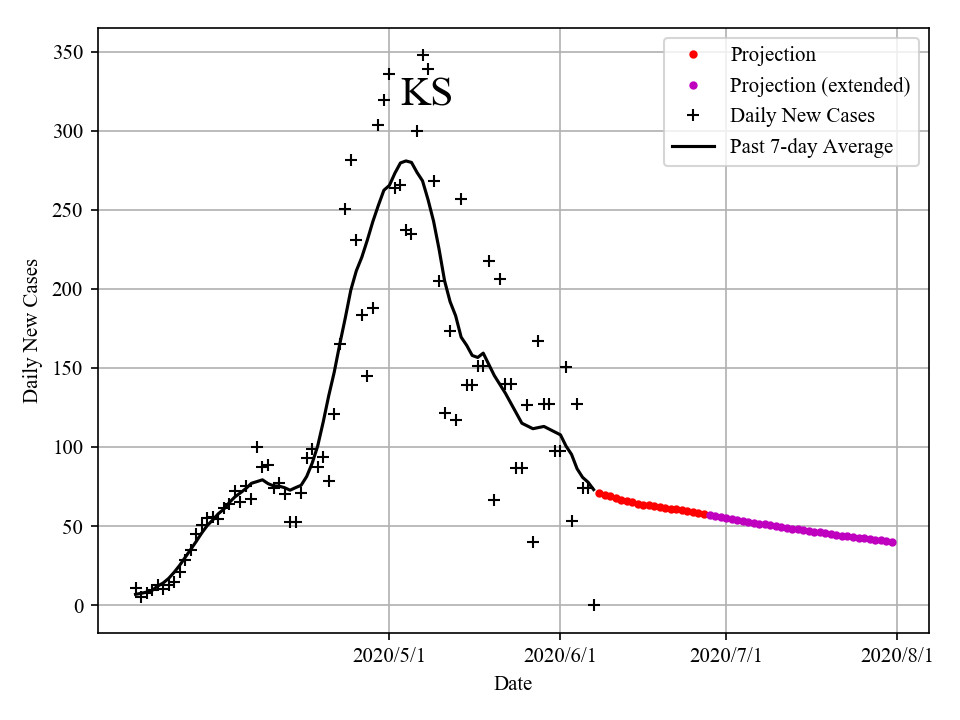 KS
Projection
Projection (extended)
Daily New Cases
Past 7-day Average
350
300
250
200
150
100
50
0
Daily New Cases
2020/5/1 2020/6/1 2020/7/1 2020/8/1
Date